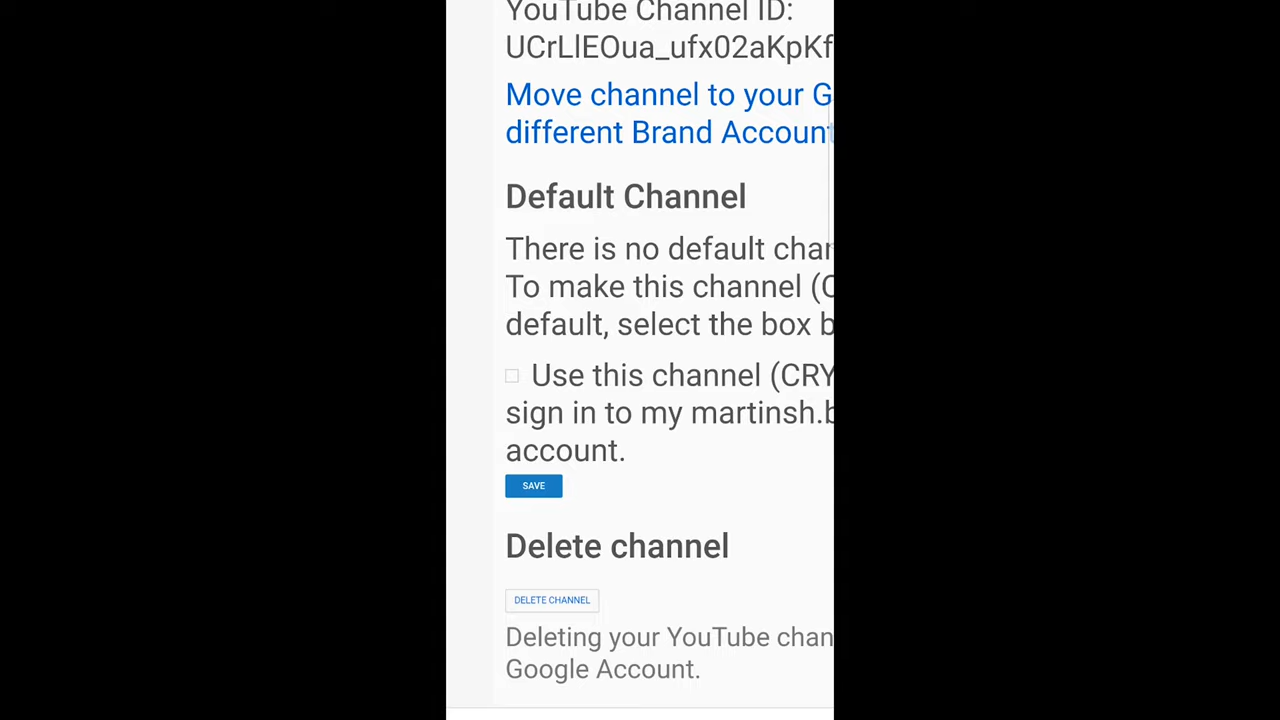 YouTube Channel ID:
UCrLlEOua_ufx02aKpKf
Move channel to your G
different Brand Account
Default Channel
There is no default chan
To make this channel (C
default, select the box b
Use this channel (CRY
sign in to my martinsh.b
account.
SAVE
Delete channel
DELETE CHANNEL
Deleting your YouTube chan
Google Account.